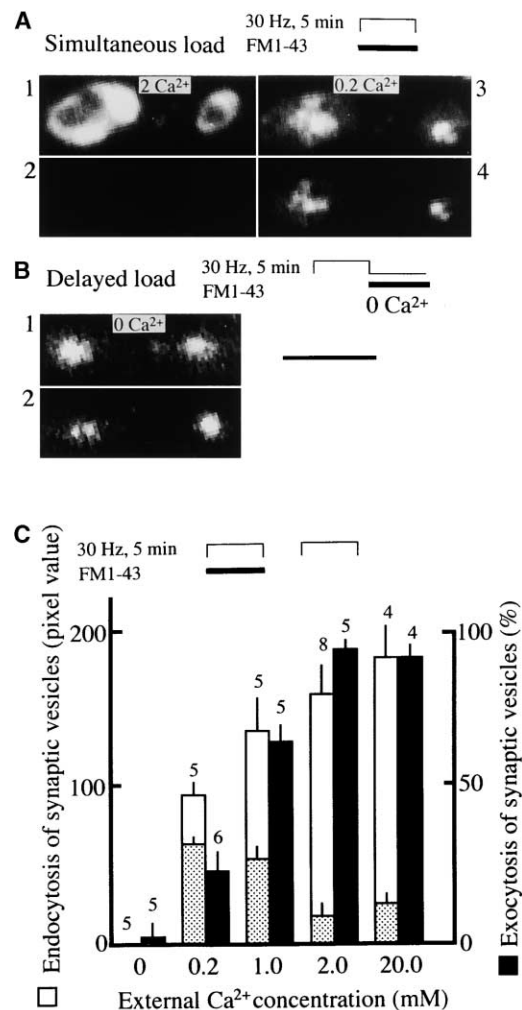 A
Simultaneous load
30 Hz, 5 min
FM1-43
1
2 Ca²⁺
0.2 Ca²⁺
3
2
4
B
Delayed load
30 Hz, 5 min
FM1-43
0 Ca²⁺
1
0 Ca²⁺
2
C
30 Hz, 5 min
FM1-43
Endocytosis of synaptic vesicles (pixel value)
Exocytosis of synaptic vesicles (%)
200
100
0
100
50
0
5
5
5
6
5
5
8
5
4
4
0
0.2
1.0
2.0
20.0
External Ca²⁺ concentration (mM)